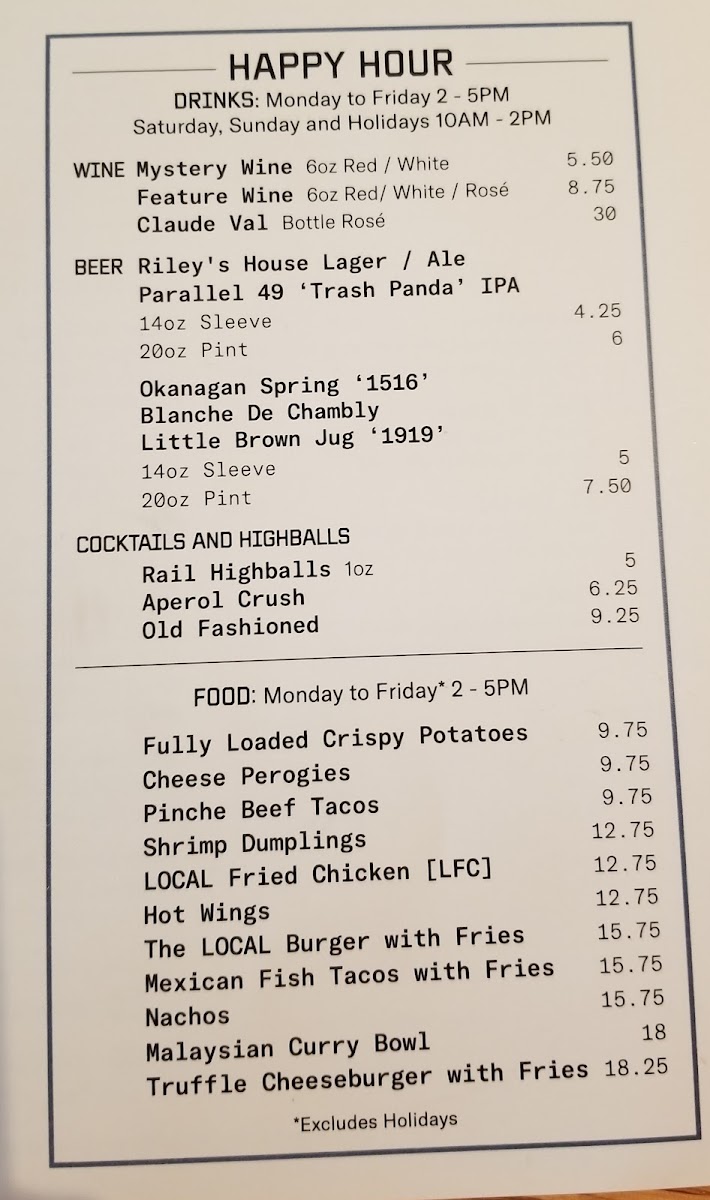 HAPPY HOUR
DRINKS: Monday to Friday 2 - 5PM
Saturday, Sunday and Holidays 10AM - 2PM
WINE Mystery Wine 6oz Red / White 5.50
Feature Wine 6oz Red/ White / Rosé 8.75
Claude Val Bottle Rosé 30
BEER Riley's House Lager / Ale
Parallel 49 ‘Trash Panda’ IPA
14oz Sleeve 4.25
20oz Pint 6
Okanagan Spring ‘1516’
Blanche De Chambly
Little Brown Jug ‘1919’
14oz Sleeve 5
20oz Pint 7.50
COCKTAILS AND HIGHBALLS
Rail Highballs 1oz 5
Aperol Crush 6.25
Old Fashioned 9.25
FOOD: Monday to Friday* 2 - 5PM
Fully Loaded Crispy Potatoes 9.75
Cheese Perogies 9.75
Pinche Beef Tacos 9.75
Shrimp Dumplings 12.75
LOCAL Fried Chicken [LFC] 12.75
Hot Wings 12.75
The LOCAL Burger with Fries 15.75
Mexican Fish Tacos with Fries 15.75
Nachos 15.75
Malaysian Curry Bowl 18
Truffle Cheeseburger with Fries 18.25
*Excludes Holidays